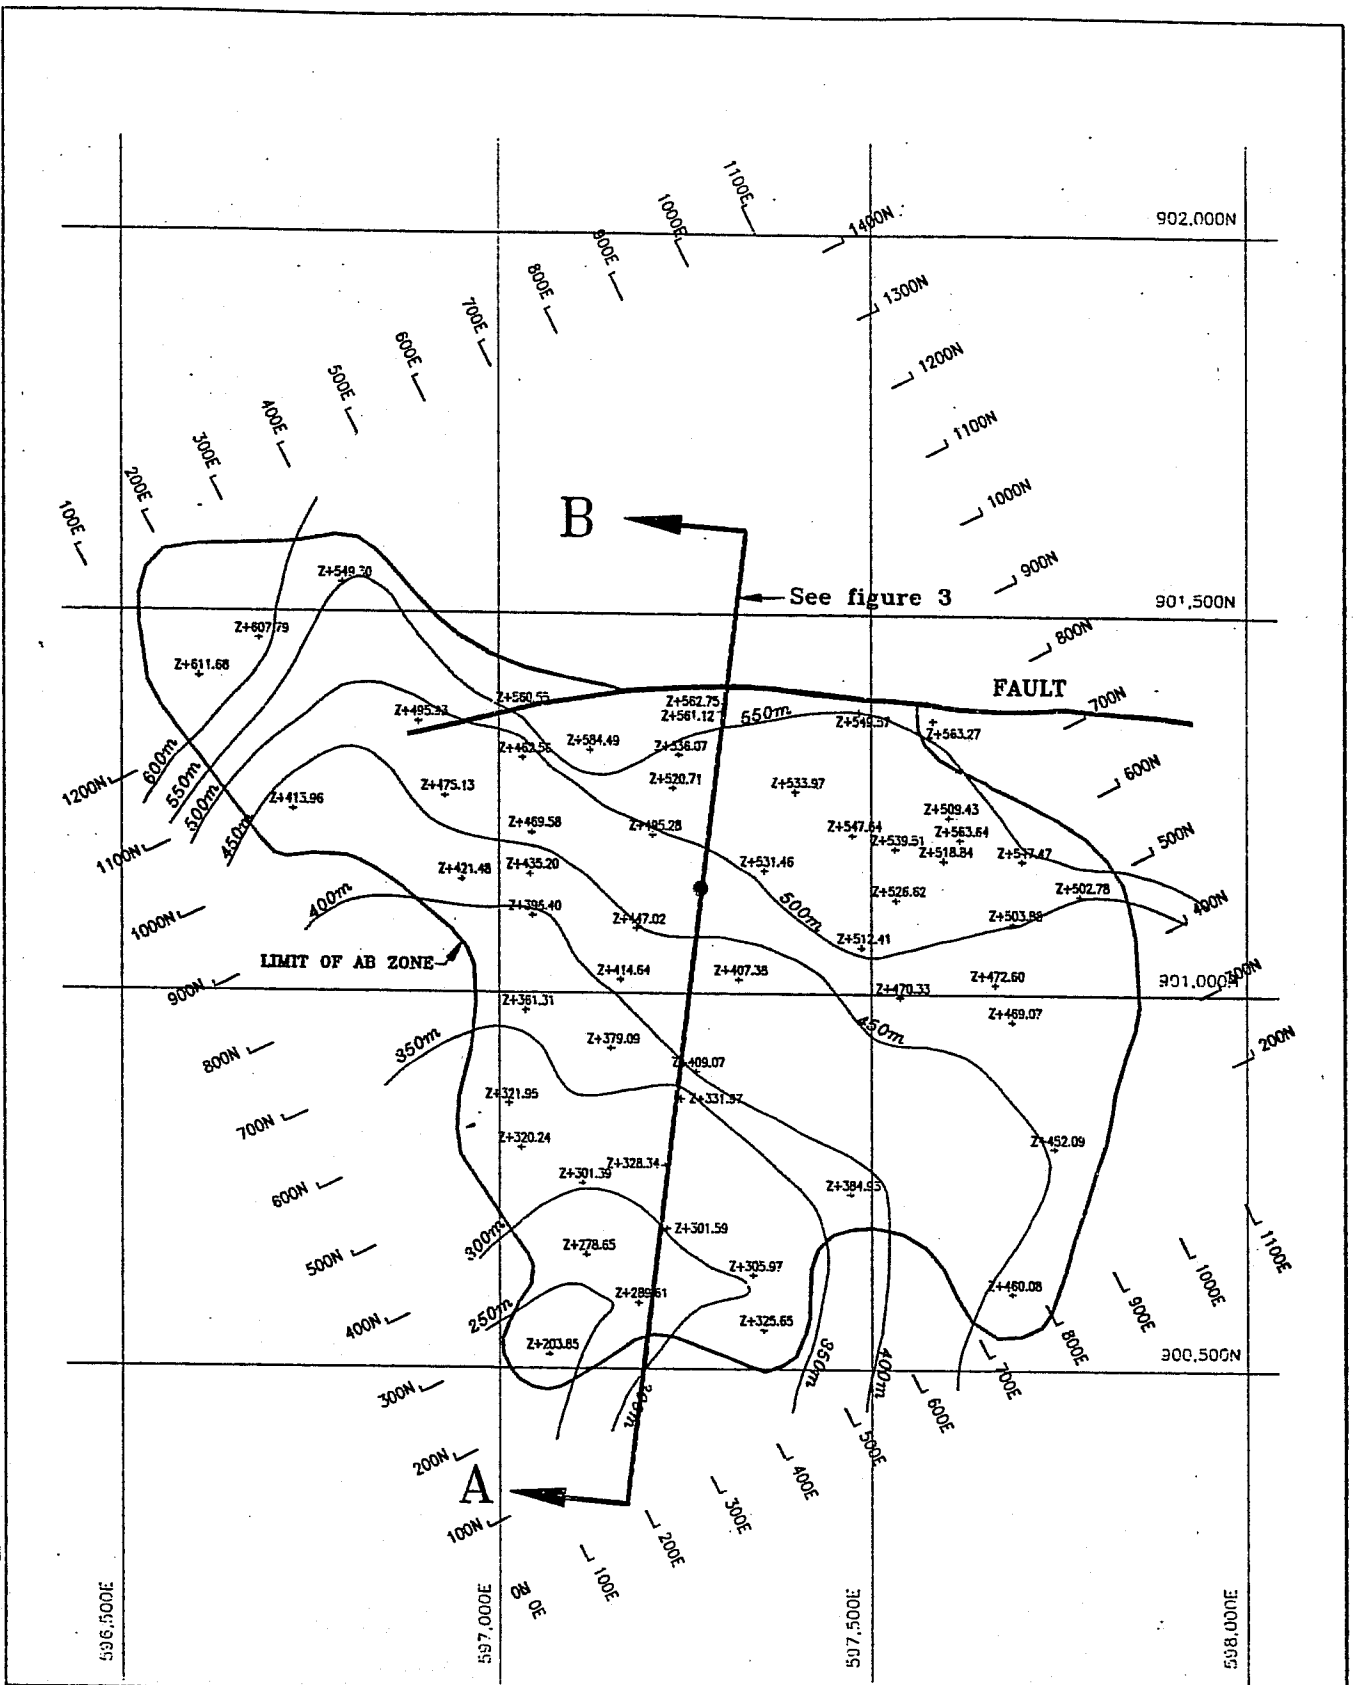 1100E
1000E
1400N
902,000N
900E
800E
1300N
700E
600E
1200N
500E
400E
1100N
300E
200E
1000N
100E
B
900N
Z+549.30
See figure 3
901,500N
Z+607.79
800N
Z+611.68
FAULT
Z+560.55
Z+562.75
700N
Z+495.23
Z+561.12
550m
Z+549.57
Z+563.27
Z+462.56
Z+584.49
Z+536.07
600m
1200N
550m
Z+475.13
Z+520.71
Z+533.97
600N
500m
Z+413.96
Z+509.43
450m
Z+469.58
Z+495.28
Z+547.64
Z+563.64
500N
1100N
Z+539.51
Z+518.84
Z+517.47
Z+421.48
Z+435.20
Z+531.46
400m
Z+395.40
Z+526.62
Z+502.78
400N
1000N
Z+447.02
500m
Z+503.88
Z+512.41
LIMIT OF AB ZONE
Z+414.64
Z+407.38
Z+472.60
901,000N
300N
900N
Z+361.31
Z+470.33
Z+469.07
350m
Z+379.09
450m
200N
800N
Z+409.07
Z+321.95
Z+331.57
700N
Z+320.24
Z+452.09
Z+301.39
Z+328.34
600N
Z+384.95
300m
Z+301.59
500N
Z+278.65
1100E
Z+305.97
1000E
250m
Z+289.61
Z+460.08
900E
400N
Z+203.85
Z+325.65
800E
350m
400m
900,500N
300N
300m
700E
600E
200N
500E
A
400E
100N
300E
200E
100E
0N
0E
596,500E
597,000E
597,500E
598,000E